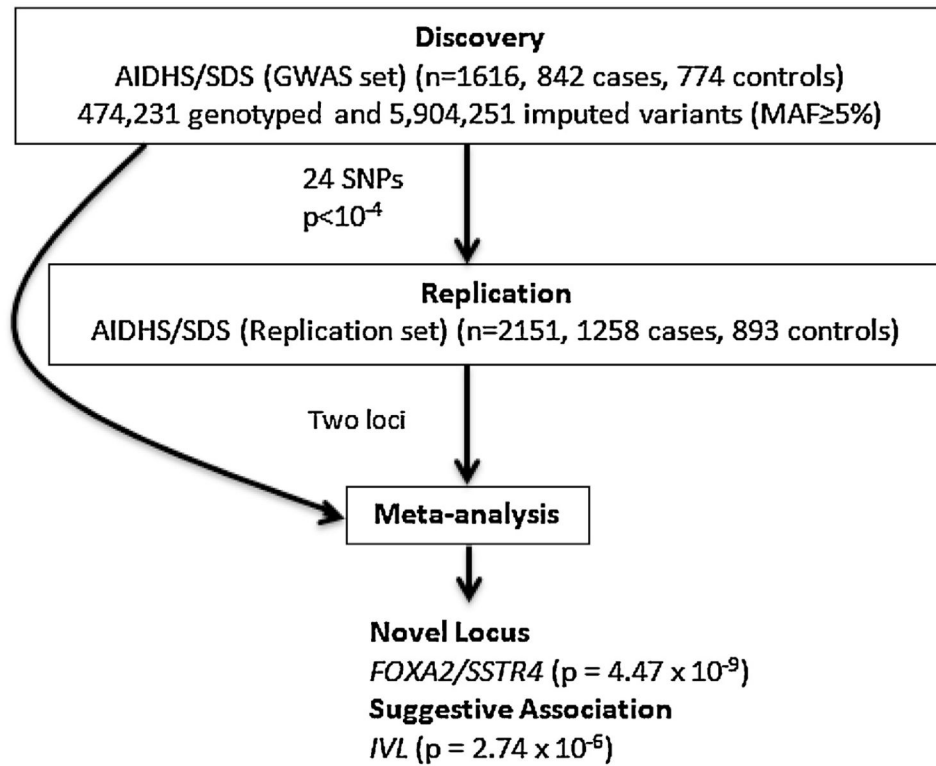 Discovery
AIDHS/SDS (GWAS set) (n=1616, 842 cases, 774 controls)
474,231 genotyped and 5,904,251 imputed variants (MAF≥5%)
24 SNPs
p<10⁻⁴
Replication
AIDHS/SDS (Replication set) (n=2151, 1258 cases, 893 controls)
Two loci
Meta-analysis
Novel Locus
FOXA2/SSTR4 (p = 4.47 x 10⁻⁹)
Suggestive Association
IVL (p = 2.74 x 10⁻⁶)